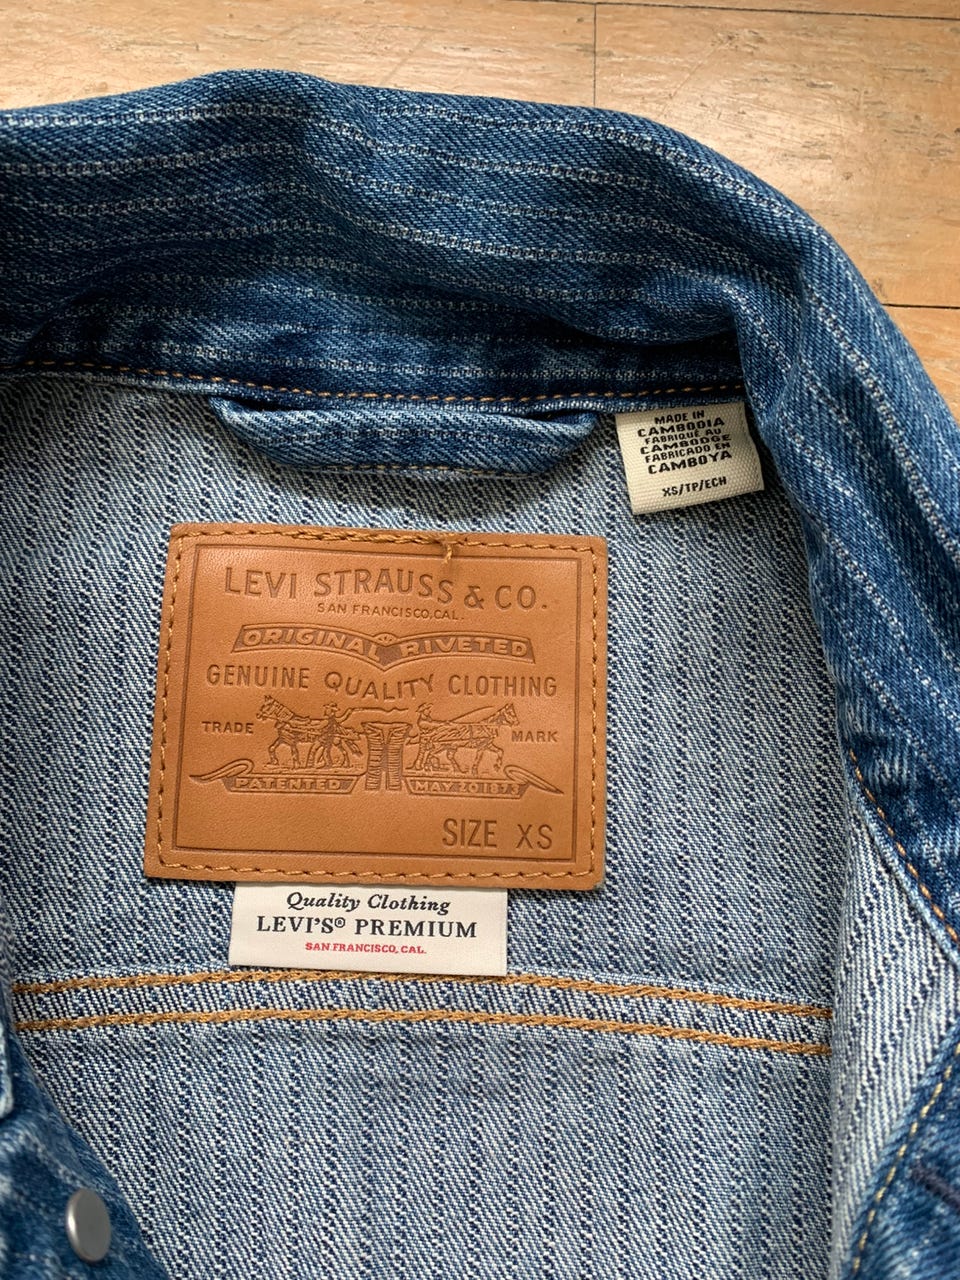 MADE IN
CAMBODIA
FABRIQUÉ AU
CAMBODGE
FABRICADO EN
CAMBOYA
XS/TP/ECH
LEVI STRAUSS & CO.
SAN FRANCISCO, CAL.
ORIGINAL RIVETED
GENUINE QUALITY CLOTHING
TRADE MARK
PATENTED MAY 20 1873
SIZE XS
Quality Clothing
LEVI'S® PREMIUM
SAN FRANCISCO, CAL.